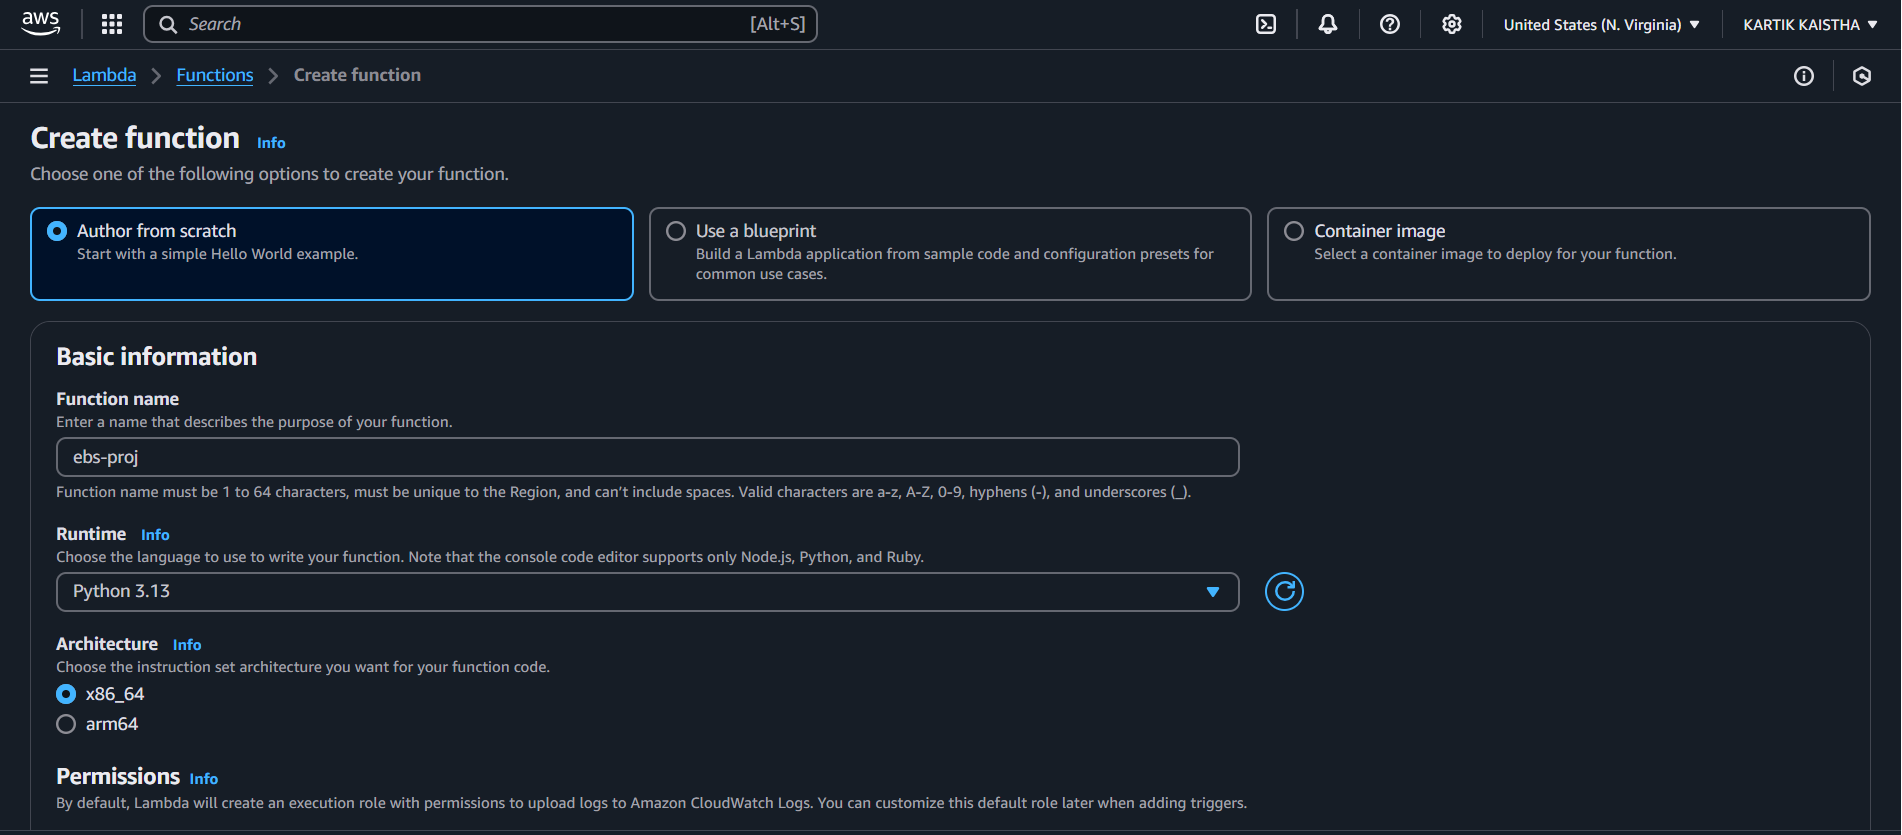 aws
Search [Alt+S]
United States (N. Virginia)
KARTIK KAISTHA
Lambda
Functions
Create function
Create function Info
Choose one of the following options to create your function.
Author from scratch
Start with a simple Hello World example.
Use a blueprint
Build a Lambda application from sample code and configuration presets for
common use cases.
Container image
Select a container image to deploy for your function.
Basic information
Function name
Enter a name that describes the purpose of your function.
ebs-proj
Function name must be 1 to 64 characters, must be unique to the Region, and can’t include spaces. Valid characters are a-z, A-Z, 0-9, hyphens (-), and underscores (_).
Runtime Info
Choose the language to use to write your function. Note that the console code editor supports only Node.js, Python, and Ruby.
Python 3.13
Architecture Info
Choose the instruction set architecture you want for your function code.
x86_64
arm64
Permissions Info
By default, Lambda will create an execution role with permissions to upload logs to Amazon CloudWatch Logs. You can customize this default role later when adding triggers.